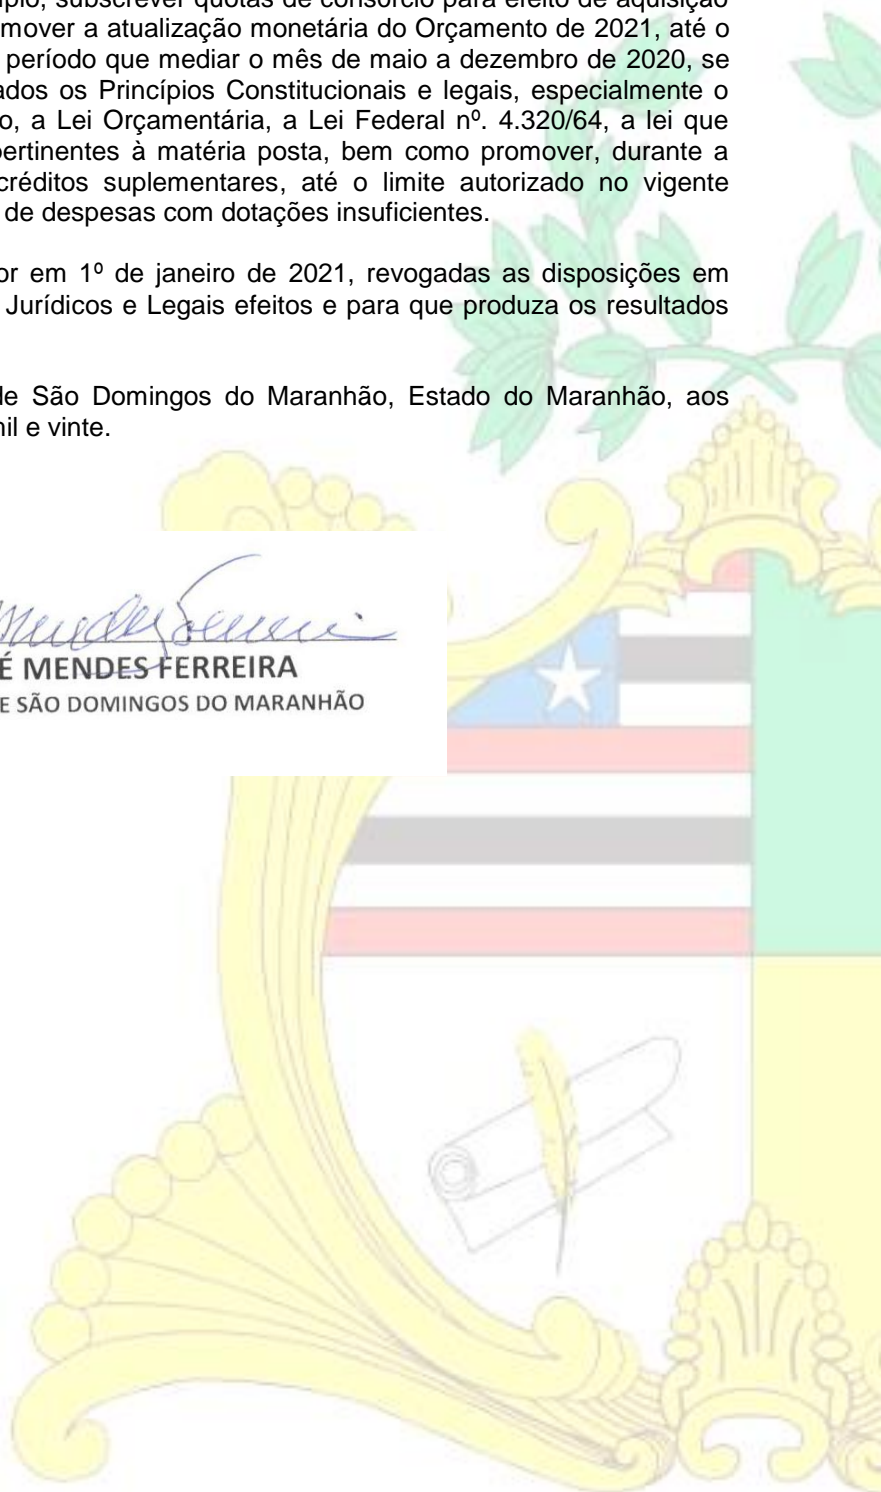 subscrever quotas de consórcio para efeito de aquisição
mover a atualização monetária do Orçamento de 2021, até o
período que mediar o mês de maio a dezembro de 2020, se
ados os Princípios Constitucionais e legais, especialmente o
o, a Lei Orçamentária, a Lei Federal nº. 4.320/64, a lei que
pertinentes à matéria posta, bem como promover, durante a
créditos suplementares, até o limite autorizado no vigente
de despesas com dotações insuficientes.
or em 1º de janeiro de 2021, revogadas as disposições em
Jurídicos e Legais efeitos e para que produza os resultados
de São Domingos do Maranhão, Estado do Maranhão, aos
mil e vinte.
Mendes Ferreira
É MENDES FERREIRA
E SÃO DOMINGOS DO MARANHÃO